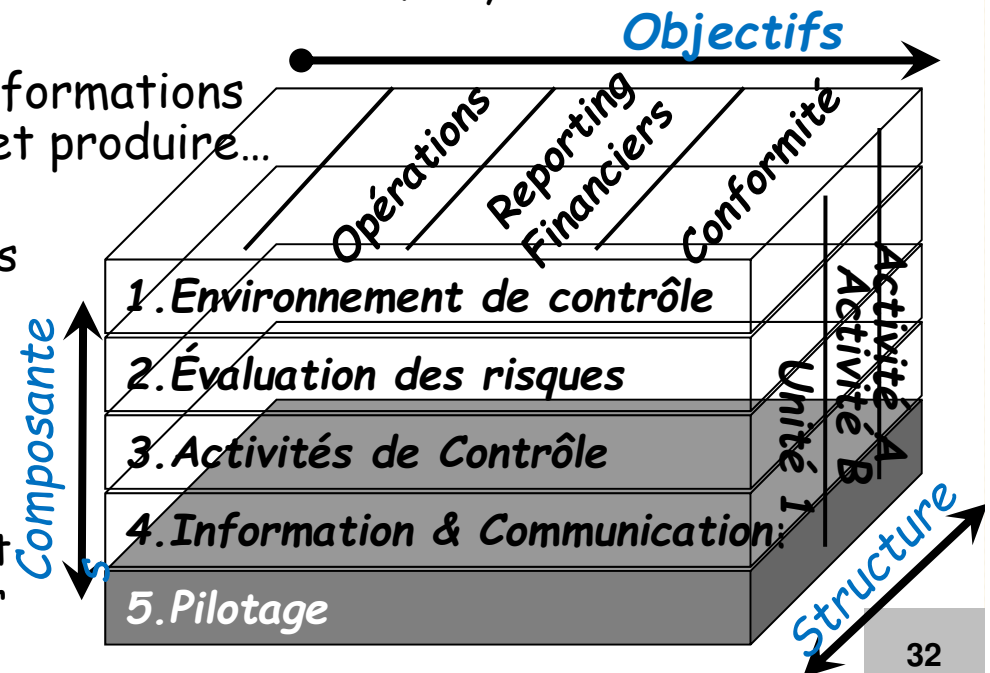 Objectifs
formations
et produire…
Opérations
Reporting
Financiers
Conformité
s
1.Environnement de contrôle
2.Évaluation des risques
3.Activités de Contrôle
4.Information & Communication
5.Pilotage
Composante
s
Activité A
Activité B
Unité 1
Structure
32